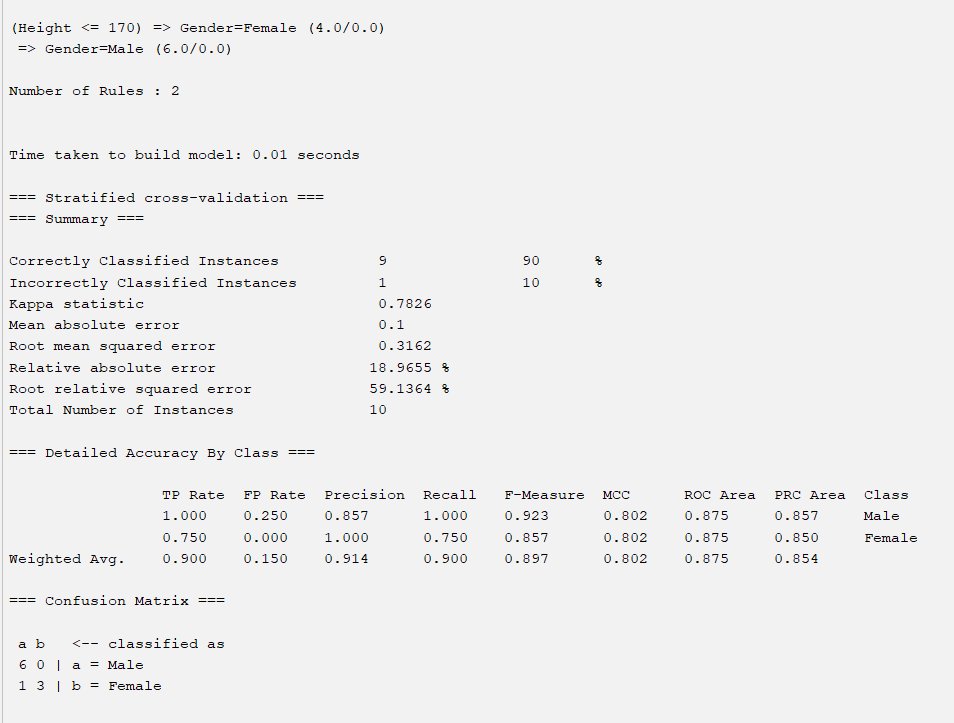 (Height <= 170) => Gender=Female (4.0/0.0)
 => Gender=Male (6.0/0.0)

Number of Rules : 2


Time taken to build model: 0.01 seconds

=== Stratified cross-validation ===
=== Summary ===

Correctly Classified Instances           9               90      %
Incorrectly Classified Instances         1               10      %
Kappa statistic                          0.7826
Mean absolute error                      0.1
Root mean squared error                  0.3162
Relative absolute error                 18.9655 %
Root relative squared error             59.1364 %
Total Number of Instances               10

=== Detailed Accuracy By Class ===

                 TP Rate  FP Rate  Precision  Recall   F-Measure  MCC      ROC Area  PRC Area  Class
                 1.000    0.250    0.857      1.000    0.923      0.802    0.875     0.857     Male
                 0.750    0.000    1.000      0.750    0.857      0.802    0.875     0.850     Female
Weighted Avg.    0.900    0.150    0.914      0.900    0.897      0.802    0.875     0.854

=== Confusion Matrix ===

 a b   <-- classified as
 6 0 | a = Male
 1 3 | b = Female